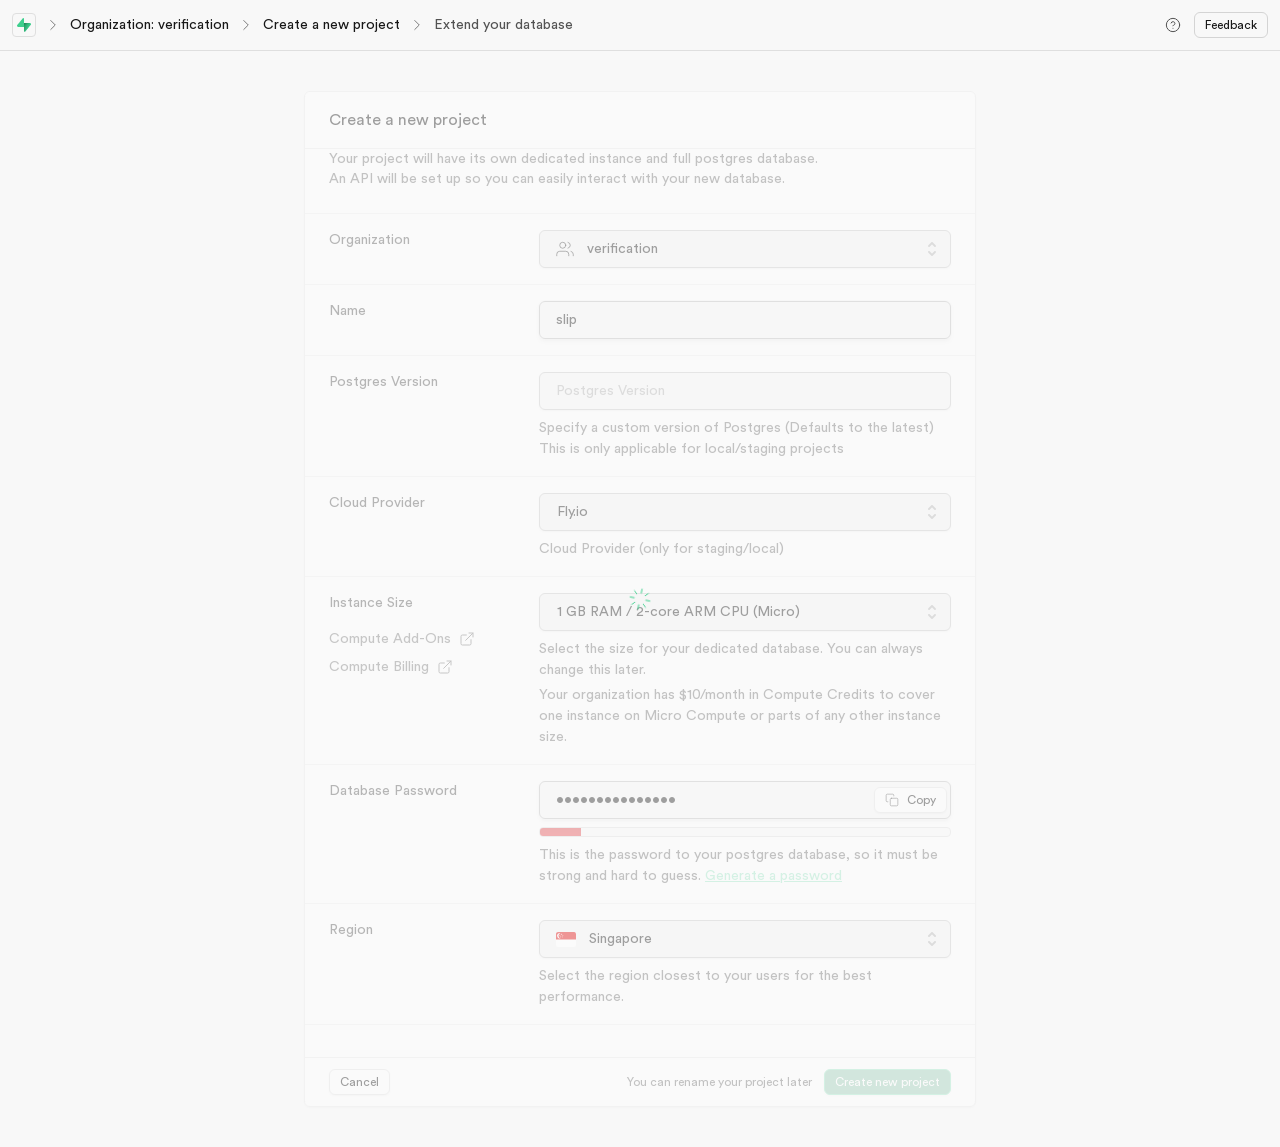 Organization: verification
Create a new project
Extend your database
Feedback
Create a new project
Your project will have its own dedicated instance and full postgres database.
An API will be set up so you can easily interact with your new database.
Organization
verification
Name
slip
Postgres Version
Postgres Version
Specify a custom version of Postgres (Defaults to the latest)
This is only applicable for local/staging projects
Cloud Provider
Fly.io
Cloud Provider (only for staging/local)
Instance Size
1 GB RAM / 2-core ARM CPU (Micro)
Compute Add-Ons
Compute Billing
Select the size for your dedicated database. You can always
change this later.
Your organization has $10/month in Compute Credits to cover
one instance on Micro Compute or parts of any other instance
size.
Database Password
•••••••••••••••
Copy
This is the password to your postgres database, so it must be
strong and hard to guess. Generate a password
Region
Singapore
Select the region closest to your users for the best
performance.
Cancel
You can rename your project later
Create new project